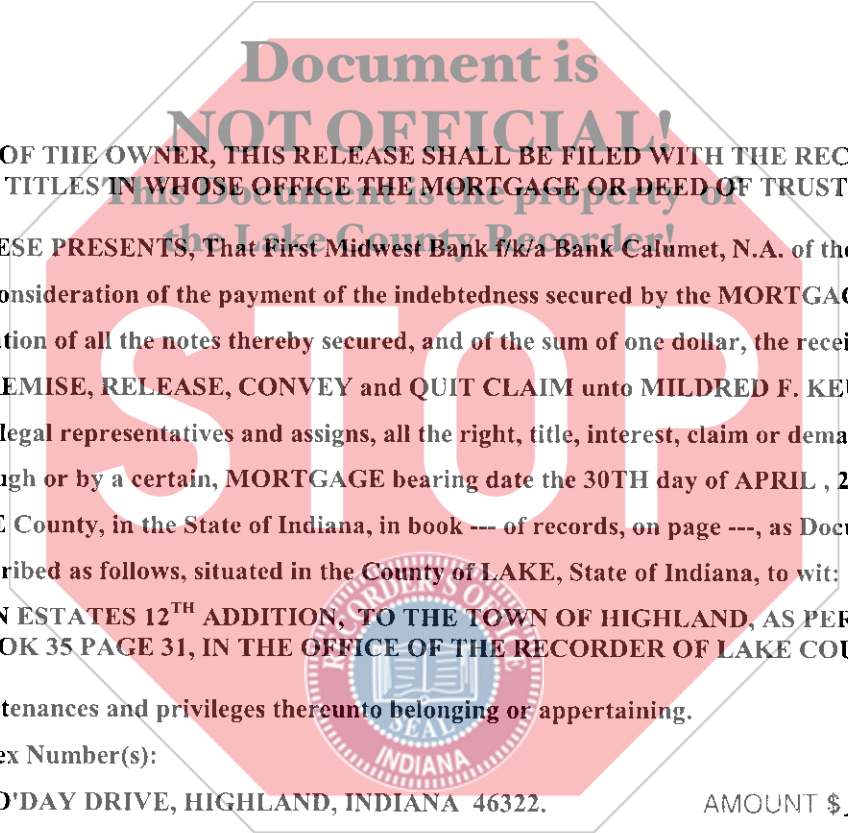 Document is
NOT OFFICIAL!
OF THE OWNER, THIS RELEASE SHALL BE FILED WITH THE REC
TITLES IN WHOSE OFFICE THE MORTGAGE OR DEED OF TRUST
This Document is the property of
the Lake County Recorder!
ESE PRESENTS, That First Midwest Bank f/k/a Bank Calumet, N.A. of the
onsideration of the payment of the indebtedness secured by the MORTGAG
tion of all the notes thereby secured, and of the sum of one dollar, the recei
STOP
EMISE, RELEASE, CONVEY and QUIT CLAIM unto MILDRED F. KEU
legal representatives and assigns, all the right, title, interest, claim or dema
ugh or by a certain, MORTGAGE bearing date the 30TH day of APRIL , 2
E County, in the State of Indiana, in book --- of records, on page ---, as Docu
ribed as follows, situated in the County of LAKE, State of Indiana, to wit:
N ESTATES 12TH ADDITION, TO THE TOWN OF HIGHLAND, AS PER
OK 35 PAGE 31, IN THE OFFICE OF THE RECORDER OF LAKE COU
RECORDER'S OFFICE
SEAL
INDIANA
tenances and privileges thereunto belonging or appertaining.
ex Number(s):
O'DAY DRIVE, HIGHLAND, INDIANA 46322.
AMOUNT $